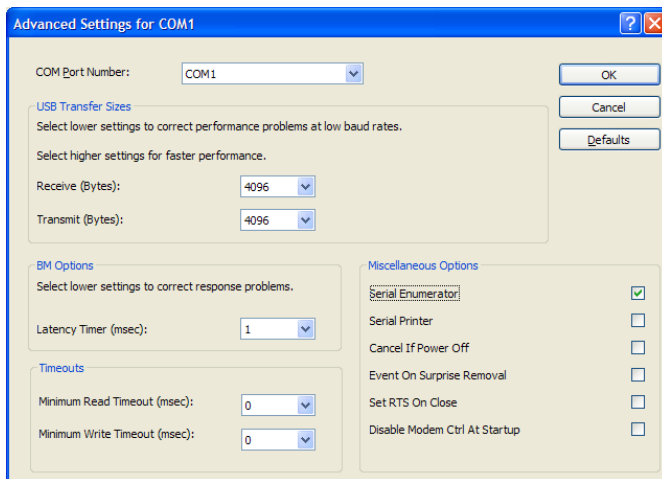 Advanced Settings for COM1
COM Port Number: COM1
OK
USB Transfer Sizes
Cancel
Select lower settings to correct performance problems at low baud rates.
Defaults
Select higher settings for faster performance.
Receive (Bytes): 4096
Transmit (Bytes): 4096
BM Options
Select lower settings to correct response problems.
Latency Timer (msec): 1
Timeouts
Minimum Read Timeout (msec): 0
Minimum Write Timeout (msec): 0
Miscellaneous Options
Serial Enumerator
Serial Printer
Cancel If Power Off
Event On Surprise Removal
Set RTS On Close
Disable Modem Ctrl At Startup